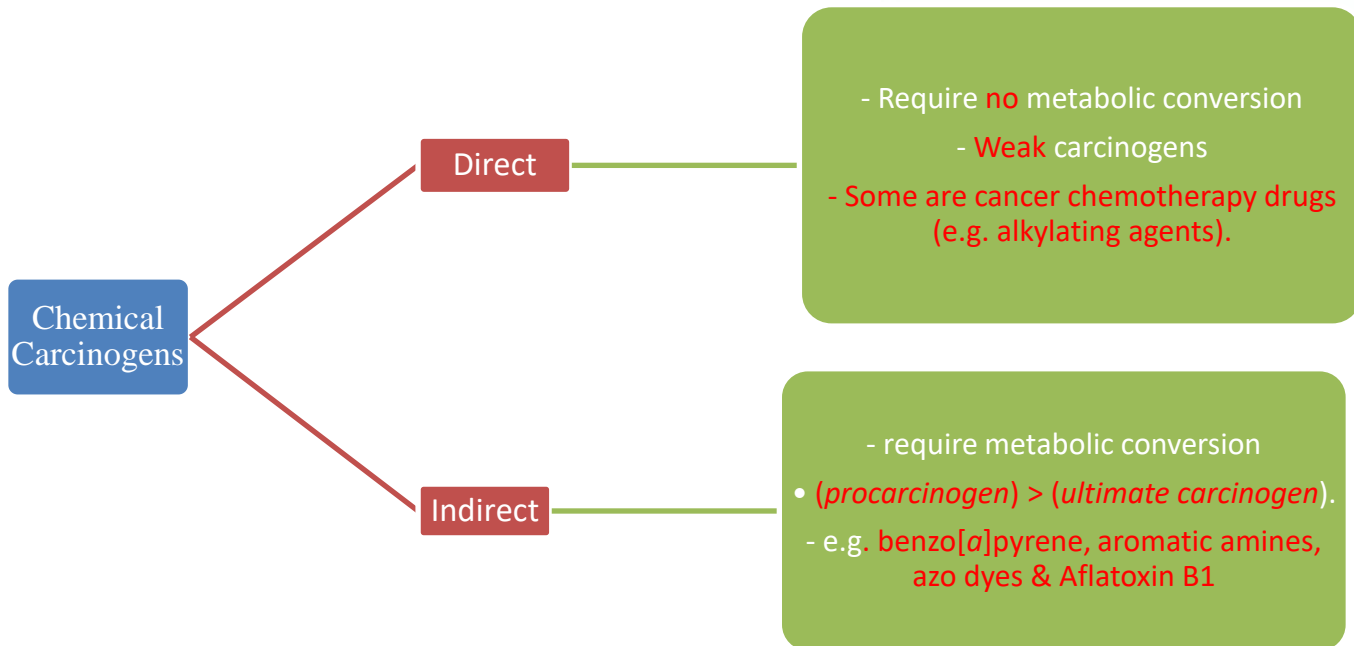 Chemical
Carcinogens
Direct
- Require no metabolic conversion
- Weak carcinogens
- Some are cancer chemotherapy drugs
(e.g. alkylating agents).
Indirect
- require metabolic conversion
• (procarcinogen) > (ultimate carcinogen).
- e.g. benzo[a]pyrene, aromatic amines,
azo dyes & Aflatoxin B1